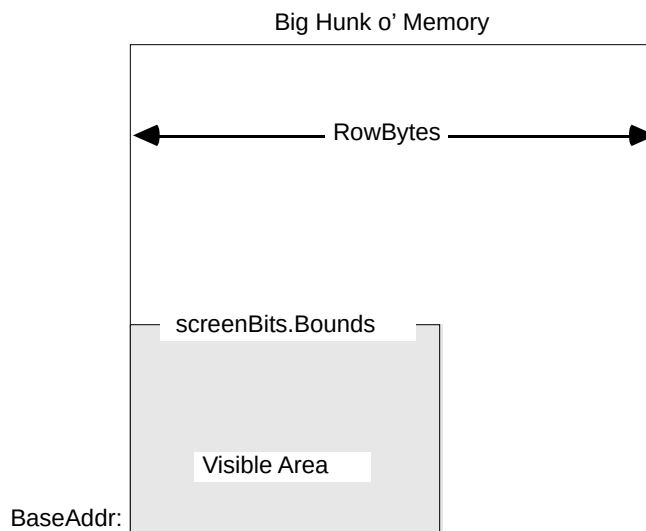 Big Hunk o’ Memory
RowBytes
screenBits.Bounds
Visible Area
BaseAddr: